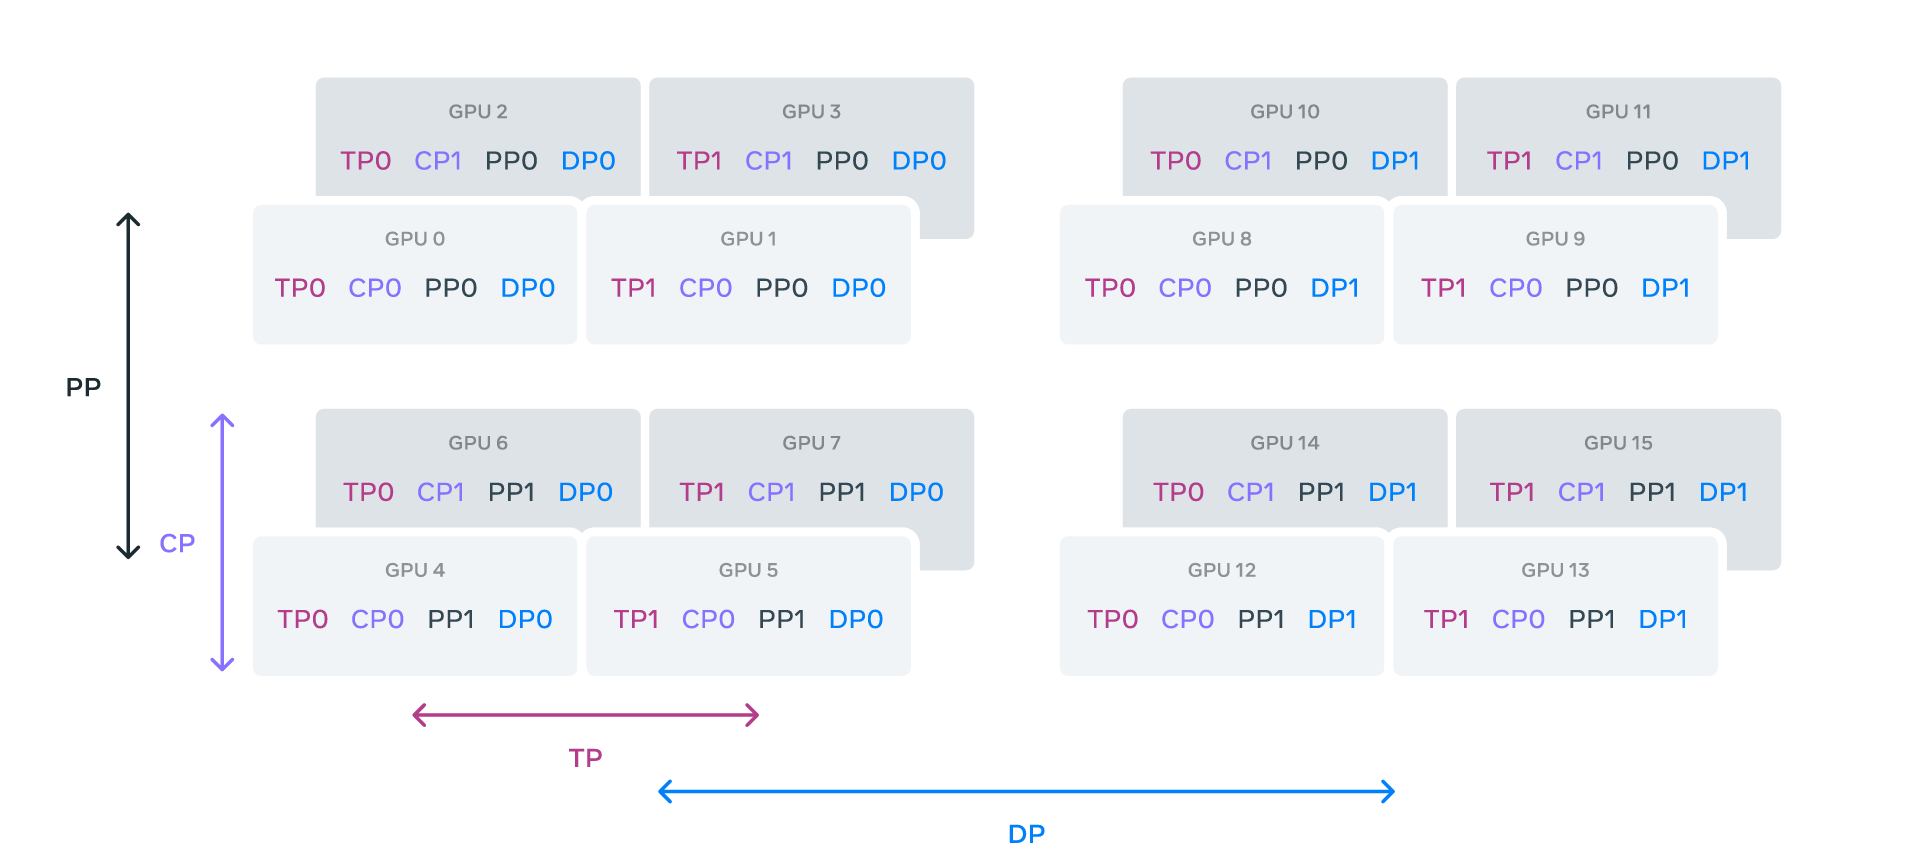 GPU 2 GPU 3 GPU 10 GPU 11
TP0 CP1 PP0 DP0 TP1 CP1 PP0 DP0 TP0 CP1 PP0 DP1 TP1 CP1 PP0 DP1
GPU 0 GPU 1 GPU 8 GPU 9
TP0 CP0 PP0 DP0 TP1 CP0 PP0 DP0 TP0 CP0 PP0 DP1 TP1 CP0 PP0 DP1
PP
GPU 6 GPU 7 GPU 14 GPU 15
TP0 CP1 PP1 DP0 TP1 CP1 PP1 DP0 TP0 CP1 PP1 DP1 TP1 CP1 PP1 DP1
CP
GPU 4 GPU 5 GPU 12 GPU 13
TP0 CP0 PP1 DP0 TP1 CP0 PP1 DP0 TP0 CP0 PP1 DP1 TP1 CP0 PP1 DP1
TP
DP